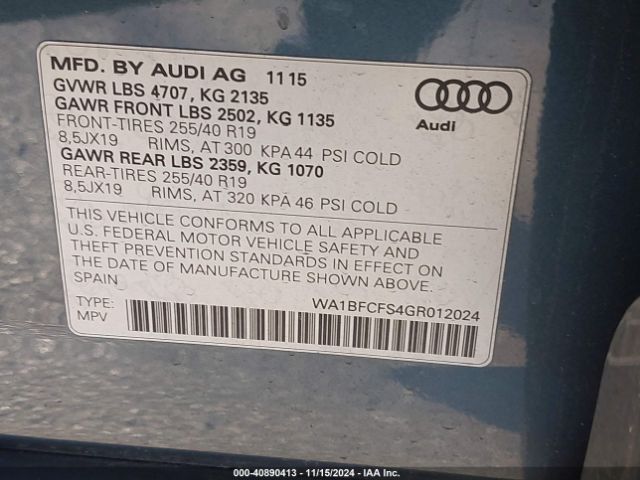 MFD. BY AUDI AG 11 15
GVWR LBS 4707, KG 2135
GAWR FRONT LBS 2502, KG 1135
FRONT-TIRES 255/40 R19
8,5JX19 RIMS, AT 300 KPA 44 PSI COLD
GAWR REAR LBS 2359, KG 1070
REAR-TIRES 255/40 R19
8,5JX19 RIMS, AT 320 KPA 46 PSI COLD
Audi
THIS VEHICLE CONFORMS TO ALL APPLICABLE
U.S. FEDERAL MOTOR VEHICLE SAFETY AND
THEFT PREVENTION STANDARDS IN EFFECT ON
THE DATE OF MANUFACTURE SHOWN ABOVE.
SPAIN
WA1BFCFS4GR012024
TYPE:
MPV
000-40890413 - 11/15/2024 - IAA Inc.